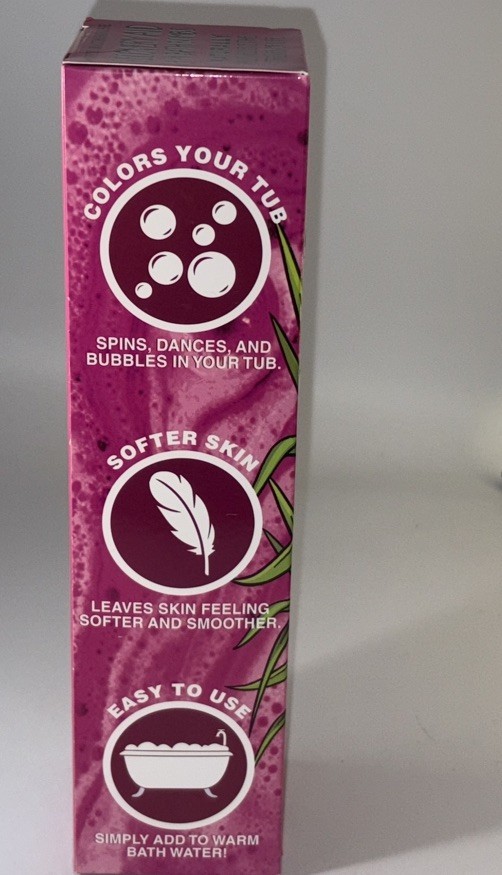 COLORS YOUR TUB
SPINS, DANCES, AND
BUBBLES IN YOUR TUB.
SOFTER SKIN
LEAVES SKIN FEELING
SOFTER AND SMOOTHER.
EASY TO USE
SIMPLY ADD TO WARM
BATH WATER!